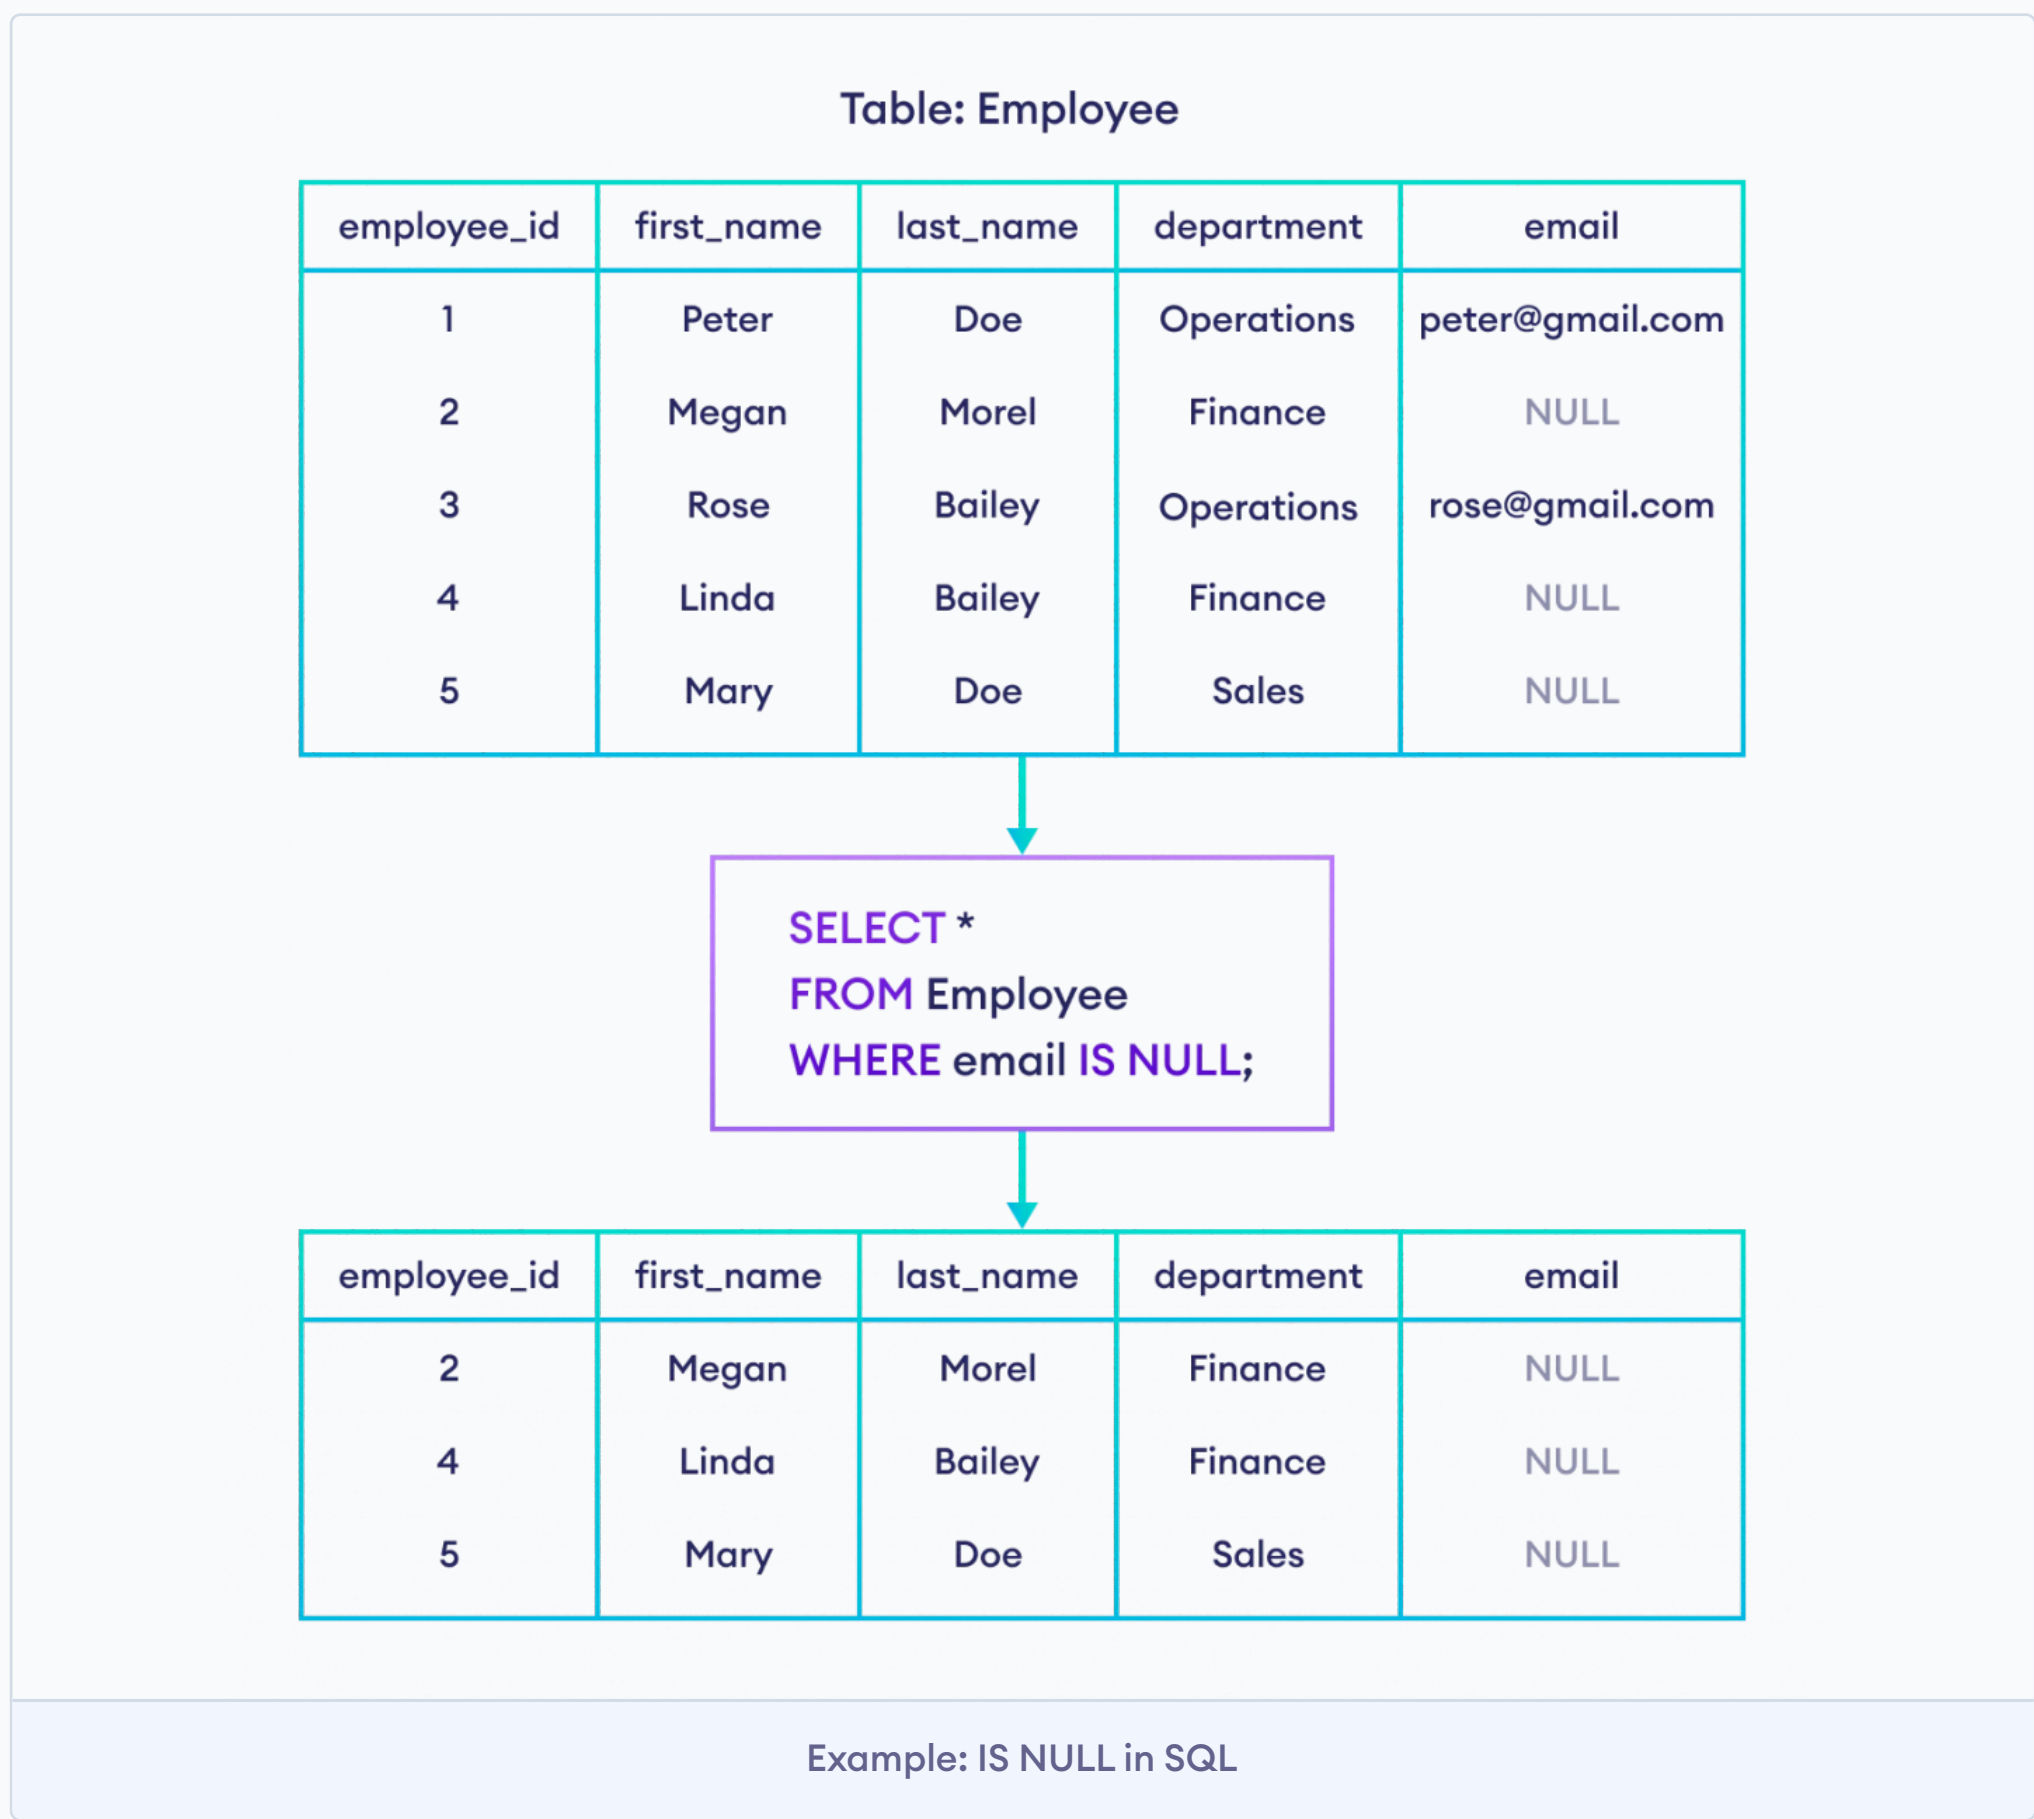 Table: Employee
employee_id first_name last_name department email
1 Peter Doe Operations peter@gmail.com
2 Megan Morel Finance NULL
3 Rose Bailey Operations rose@gmail.com
4 Linda Bailey Finance NULL
5 Mary Doe Sales NULL
SELECT *
FROM Employee
WHERE email IS NULL;
employee_id first_name last_name department email
2 Megan Morel Finance NULL
4 Linda Bailey Finance NULL
5 Mary Doe Sales NULL
Example: IS NULL in SQL